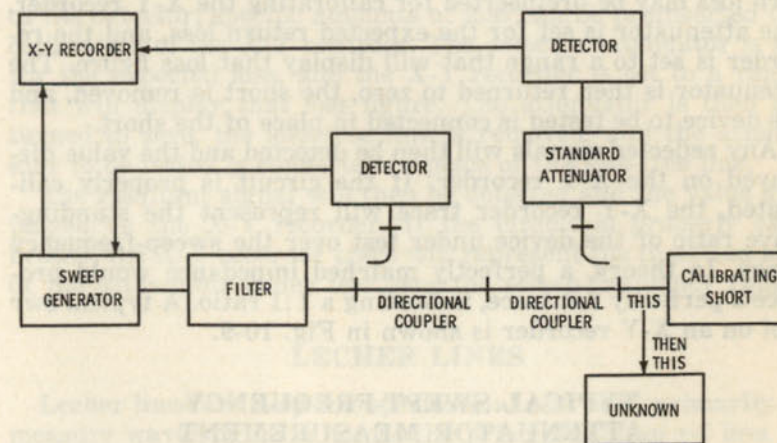 X-Y RECORDER
DETECTOR
DETECTOR
STANDARD
ATTENUATOR
SWEEP
GENERATOR
FILTER
DIRECTIONAL
COUPLER
DIRECTIONAL
COUPLER
THIS
CALIBRATING
SHORT
THEN
THIS
UNKNOWN